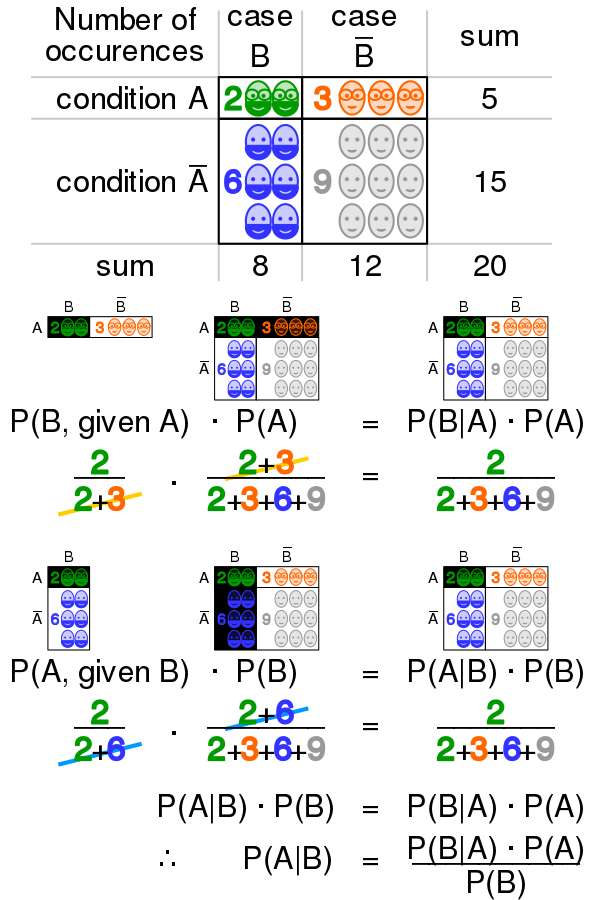 Number of occurences case B case B̅ sum
condition A 2 3 5
condition A̅ 6 9 15
sum 8 12 20
B B̅ B B̅ B B̅
A 2 3 A 2 3 A 2 3
A̅ 6 9 A̅ 6 9
P(B, given A) · P(A) = P(B|A) · P(A)
2 2+3 2
· =
2+3 2+3+6+9 2+3+6+9
B B B̅ B B̅
A 2 A 2 3 A 2 3
A̅ 6 A̅ 6 9 A̅ 6 9
P(A, given B) · P(B) = P(A|B) · P(B)
2 2+6 2
· =
2+6 2+3+6+9 2+3+6+9
P(A|B) · P(B) = P(B|A) · P(A)
∴ P(A|B) = P(B|A) · P(A)
P(B)